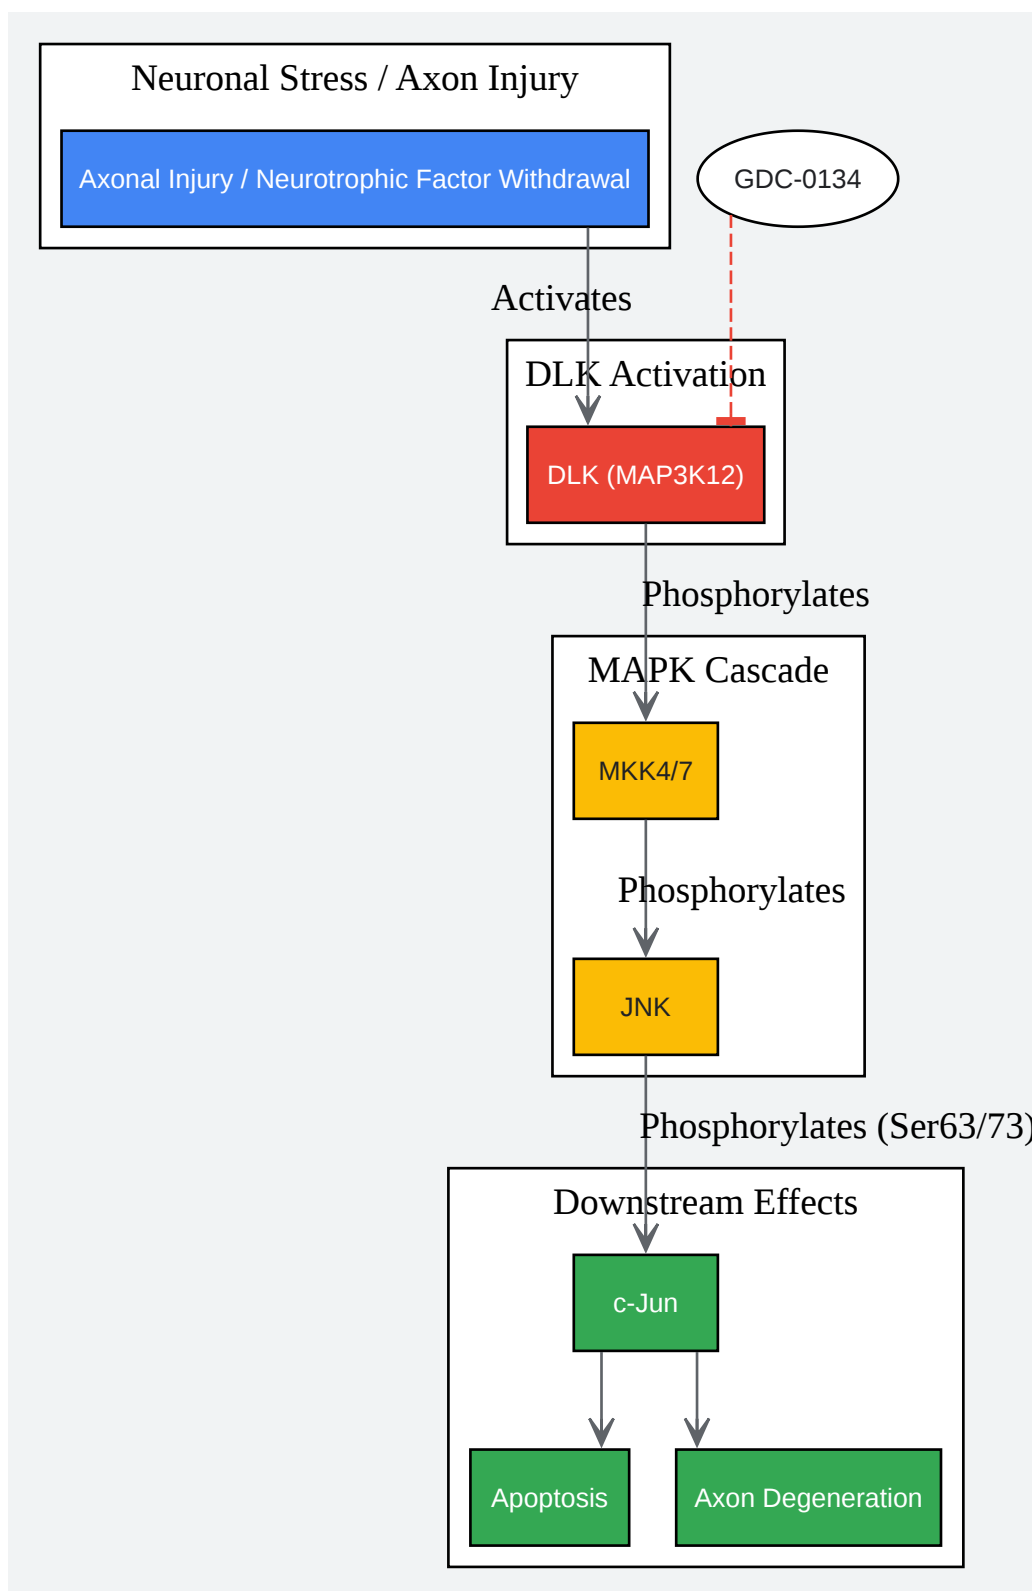 Neuronal Stress / Axon Injury
Axonal Injury / Neurotrophic Factor Withdrawal
GDC-0134
Activates
DLK Activation
DLK (MAP3K12)
Phosphorylates
MAPK Cascade
MKK4/7
Phosphorylates
JNK
Phosphorylates (Ser63/73)
Downstream Effects
c-Jun
Apoptosis
Axon Degeneration